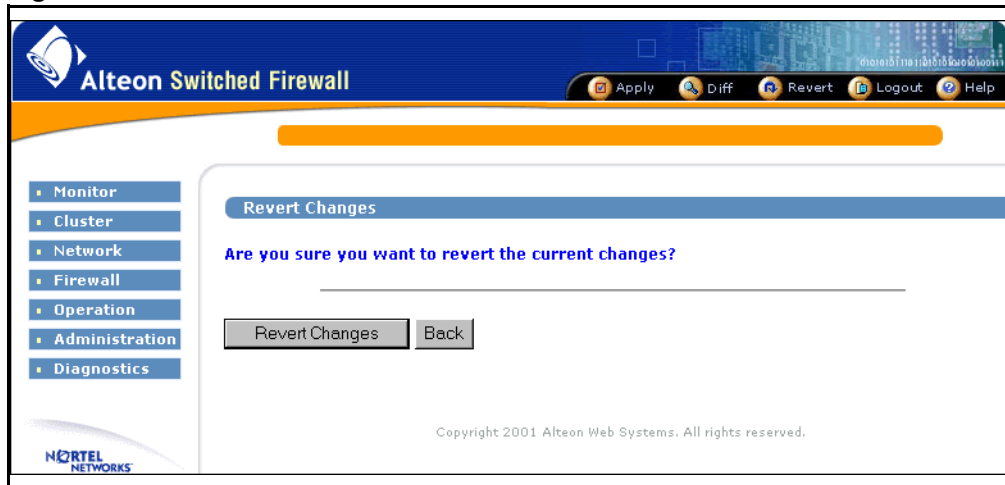 Alteon Switched Firewall
Apply Diff Revert Logout Help
Monitor
Cluster
Network
Firewall
Operation
Administration
Diagnostics
Revert Changes
Are you sure you want to revert the current changes?
Revert Changes Back
Copyright 2001 Alteon Web Systems. All rights reserved.
NORTEL
NETWORKS